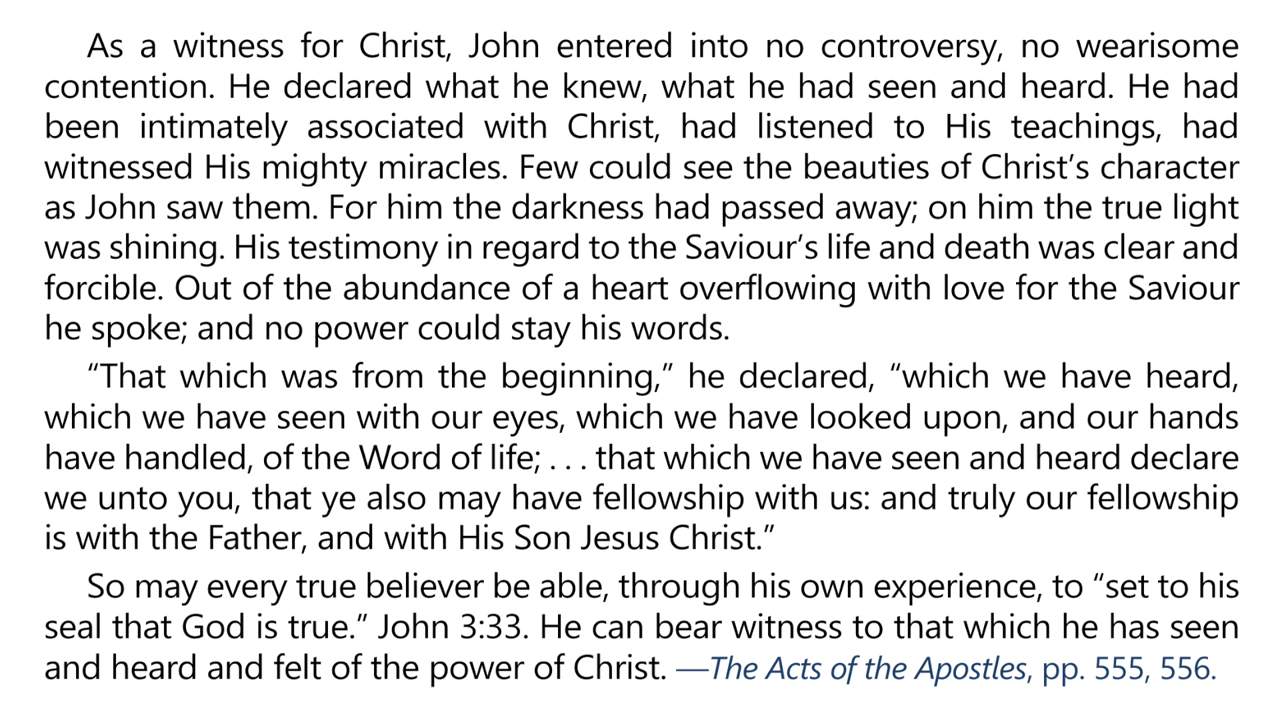 As a witness for Christ, John entered into no controversy, no wearisome
contention. He declared what he knew, what he had seen and heard. He had
been intimately associated with Christ, had listened to His teachings, had
witnessed His mighty miracles. Few could see the beauties of Christ’s character
as John saw them. For him the darkness had passed away; on him the true light
was shining. His testimony in regard to the Saviour’s life and death was clear and
forcible. Out of the abundance of a heart overflowing with love for the Saviour
he spoke; and no power could stay his words.
“That which was from the beginning,” he declared, “which we have heard,
which we have seen with our eyes, which we have looked upon, and our hands
have handled, of the Word of life; . . . that which we have seen and heard declare
we unto you, that ye also may have fellowship with us: and truly our fellowship
is with the Father, and with His Son Jesus Christ.”
So may every true believer be able, through his own experience, to “set to his
seal that God is true.” John 3:33. He can bear witness to that which he has seen
and heard and felt of the power of Christ. —The Acts of the Apostles, pp. 555, 556.